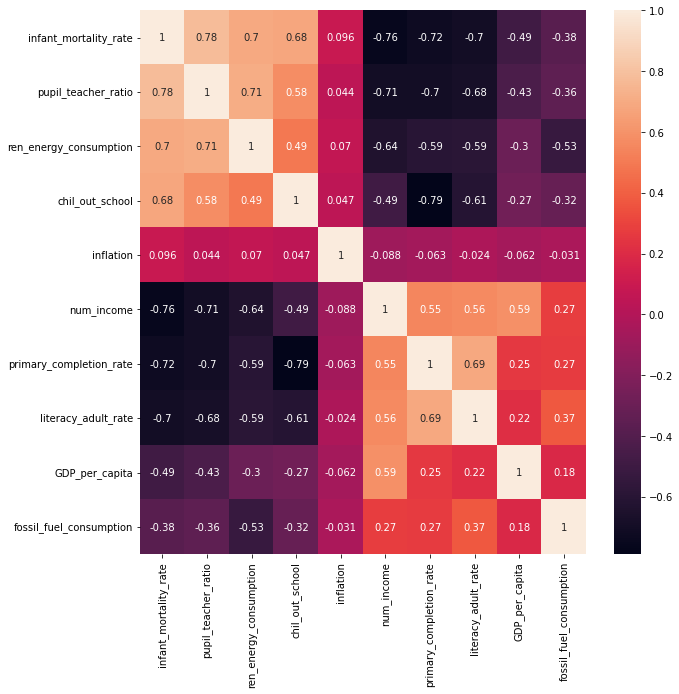 infant_mortality_rate 1 0.78 0.7 0.68 0.096 -0.76 -0.72 -0.7 -0.49 -0.38
pupil_teacher_ratio 0.78 1 0.71 0.58 0.044 -0.71 -0.7 -0.68 -0.43 -0.36
ren_energy_consumption 0.7 0.71 1 0.49 0.07 -0.64 -0.59 -0.59 -0.3 -0.53
chil_out_school 0.68 0.58 0.49 1 0.047 -0.49 -0.79 -0.61 -0.27 -0.32
inflation 0.096 0.044 0.07 0.047 1 -0.088 -0.063 -0.024 -0.062 -0.031
num_income -0.76 -0.71 -0.64 -0.49 -0.088 1 0.55 0.56 0.59 0.27
primary_completion_rate -0.72 -0.7 -0.59 -0.79 -0.063 0.55 1 0.69 0.25 0.27
literacy_adult_rate -0.7 -0.68 -0.59 -0.61 -0.024 0.56 0.69 1 0.22 0.37
GDP_per_capita -0.49 -0.43 -0.3 -0.27 -0.062 0.59 0.25 0.22 1 0.18
fossil_fuel_consumption -0.38 -0.36 -0.53 -0.32 -0.031 0.27 0.27 0.37 0.18 1
infant_mortality_rate
pupil_teacher_ratio
ren_energy_consumption
chil_out_school
inflation
num_income
primary_completion_rate
literacy_adult_rate
GDP_per_capita
fossil_fuel_consumption
1.0
0.8
0.6
0.4
0.2
0.0
−0.2
−0.4
−0.6